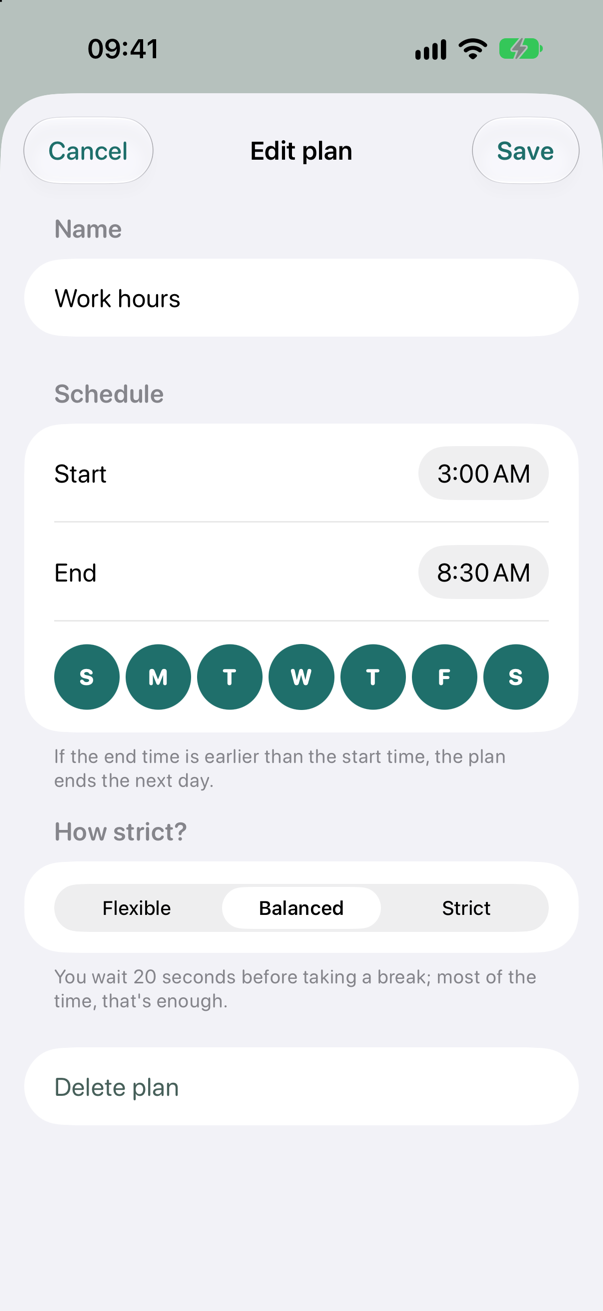 09:41
Cancel
Edit plan
Save
Name
Work hours
Schedule
Start
3:00 AM
End
8:30 AM
S M T W T F S
If the end time is earlier than the start time, the plan
ends the next day.
How strict?
Flexible
Balanced
Strict
You wait 20 seconds before taking a break; most of the
time, that's enough.
Delete plan